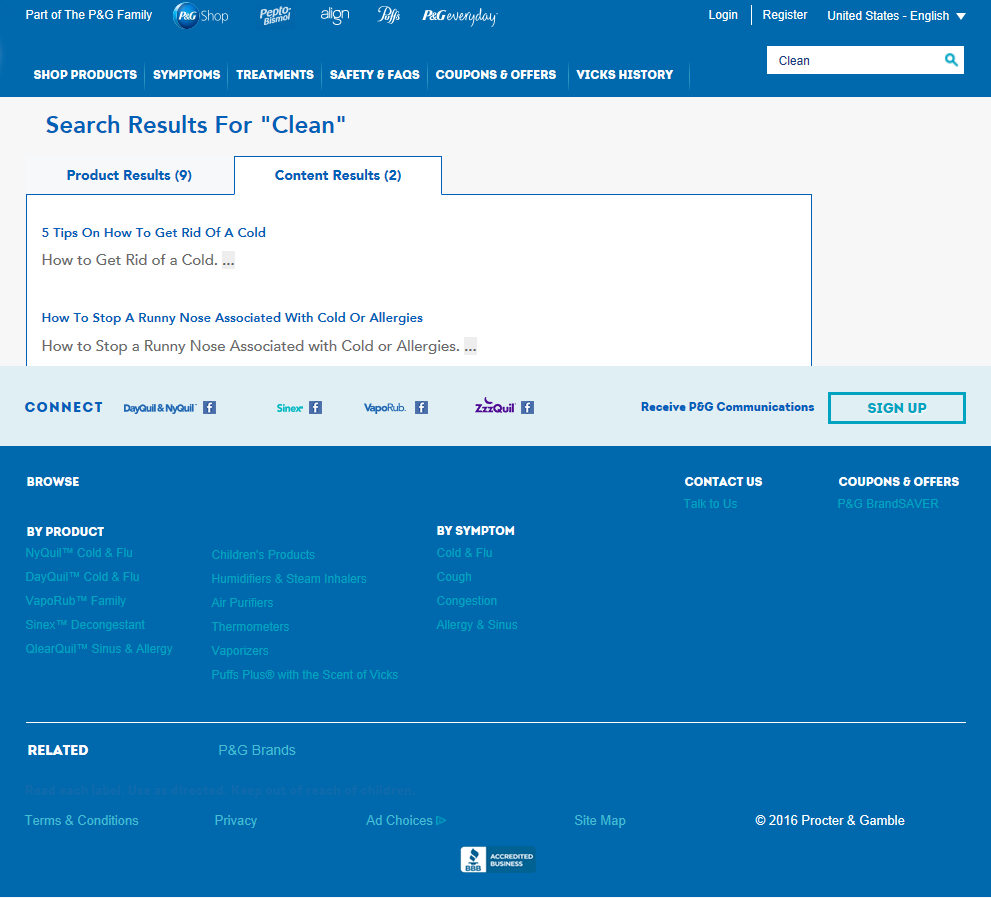 Part of The P&G Family
P&G Shop
Pepto Bismol
align
Puffs
P&G everyday
Login
Register
United States - English
SHOP PRODUCTS
SYMPTOMS
TREATMENTS
SAFETY & FAQS
COUPONS & OFFERS
VICKS HISTORY
Clean
Search Results For "Clean"
Product Results (9)
Content Results (2)
5 Tips On How To Get Rid Of A Cold
How to Get Rid of a Cold. ...
How To Stop A Runny Nose Associated With Cold Or Allergies
How to Stop a Runny Nose Associated with Cold or Allergies. ...
CONNECT
DayQuil & NyQuil
f
Sinex
f
VapoRub.
f
ZzzQuil
f
Receive P&G Communications
SIGN UP
BROWSE
BY PRODUCT
NyQuil™ Cold & Flu
DayQuil™ Cold & Flu
VapoRub™ Family
Sinex™ Decongestant
QlearQuil™ Sinus & Allergy
Children's Products
Humidifiers & Steam Inhalers
Air Purifiers
Thermometers
Vaporizers
Puffs Plus® with the Scent of Vicks
BY SYMPTOM
Cold & Flu
Cough
Congestion
Allergy & Sinus
CONTACT US
Talk to Us
COUPONS & OFFERS
P&G BrandSAVER
RELATED
P&G Brands
Read each label. Use as directed. Keep out of reach of children.
Terms & Conditions
Privacy
Ad Choices
Site Map
© 2016 Procter & Gamble
BBB
ACCREDITED
BUSINESS